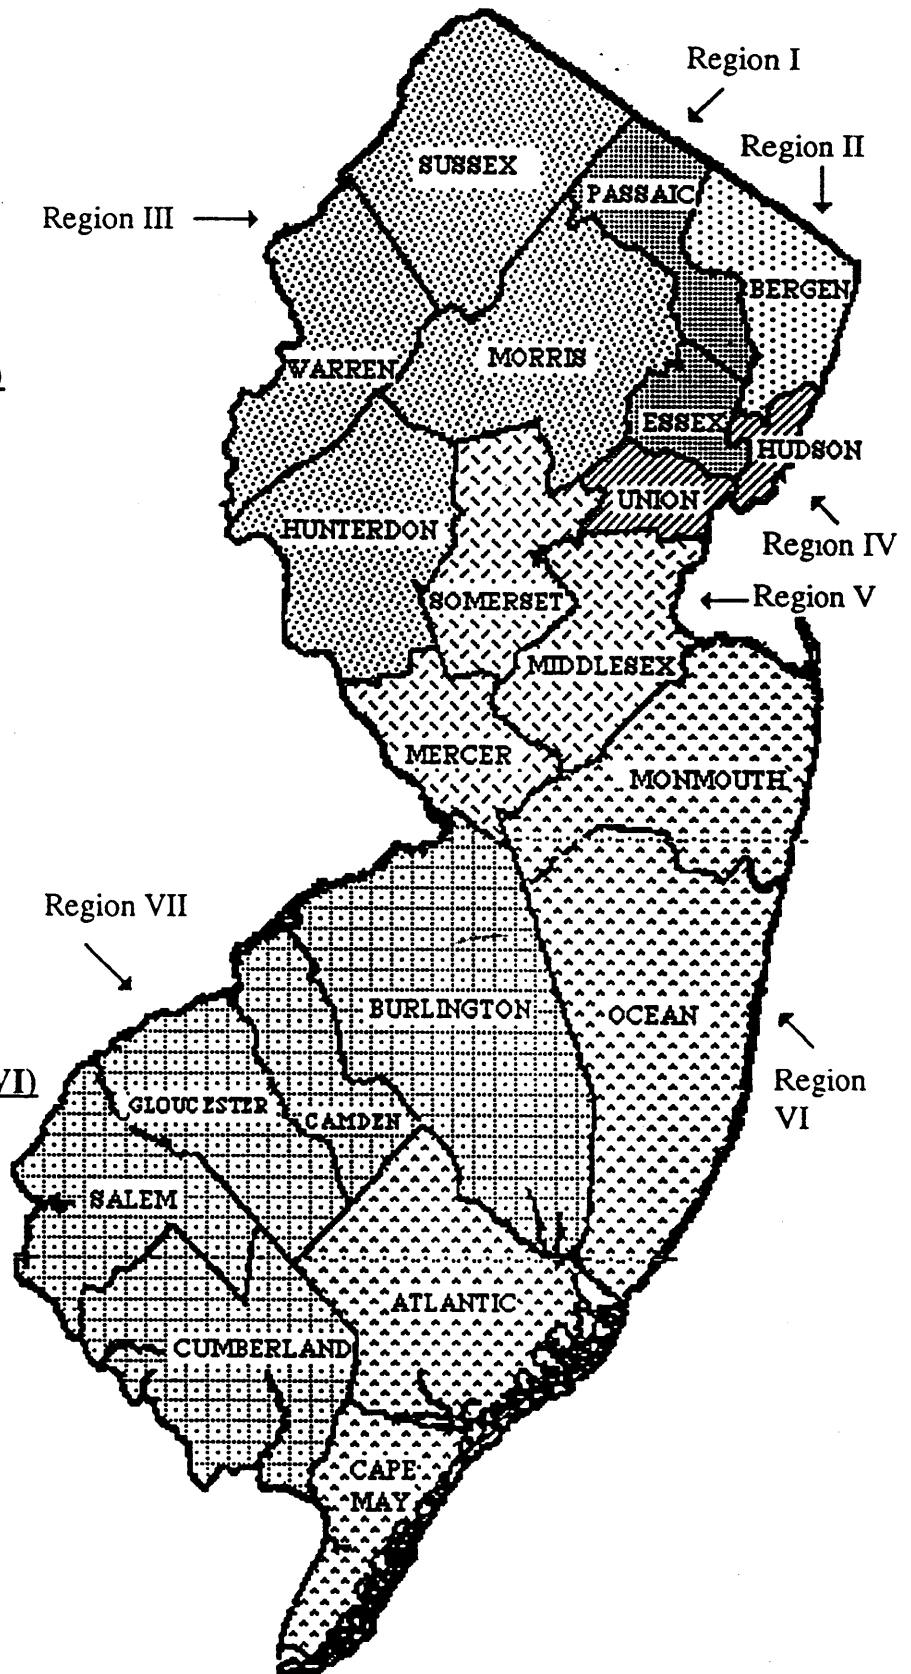 Region I
Region II
SUSSEX
PASSAIC
Region III
BERGEN
)
WARREN
MORRIS
ESSEX
HUDSON
UNION
HUNTERDON
Region IV
SOMERSET
Region V
MIDDLESEX
MERCER
MONMOUTH
Region VII
BURLINGTON
OCEAN
VI)
Region
VI
GLOUCESTER
CAMDEN
SALEM
ATLANTIC
CUMBERLAND
CAPE
MAY